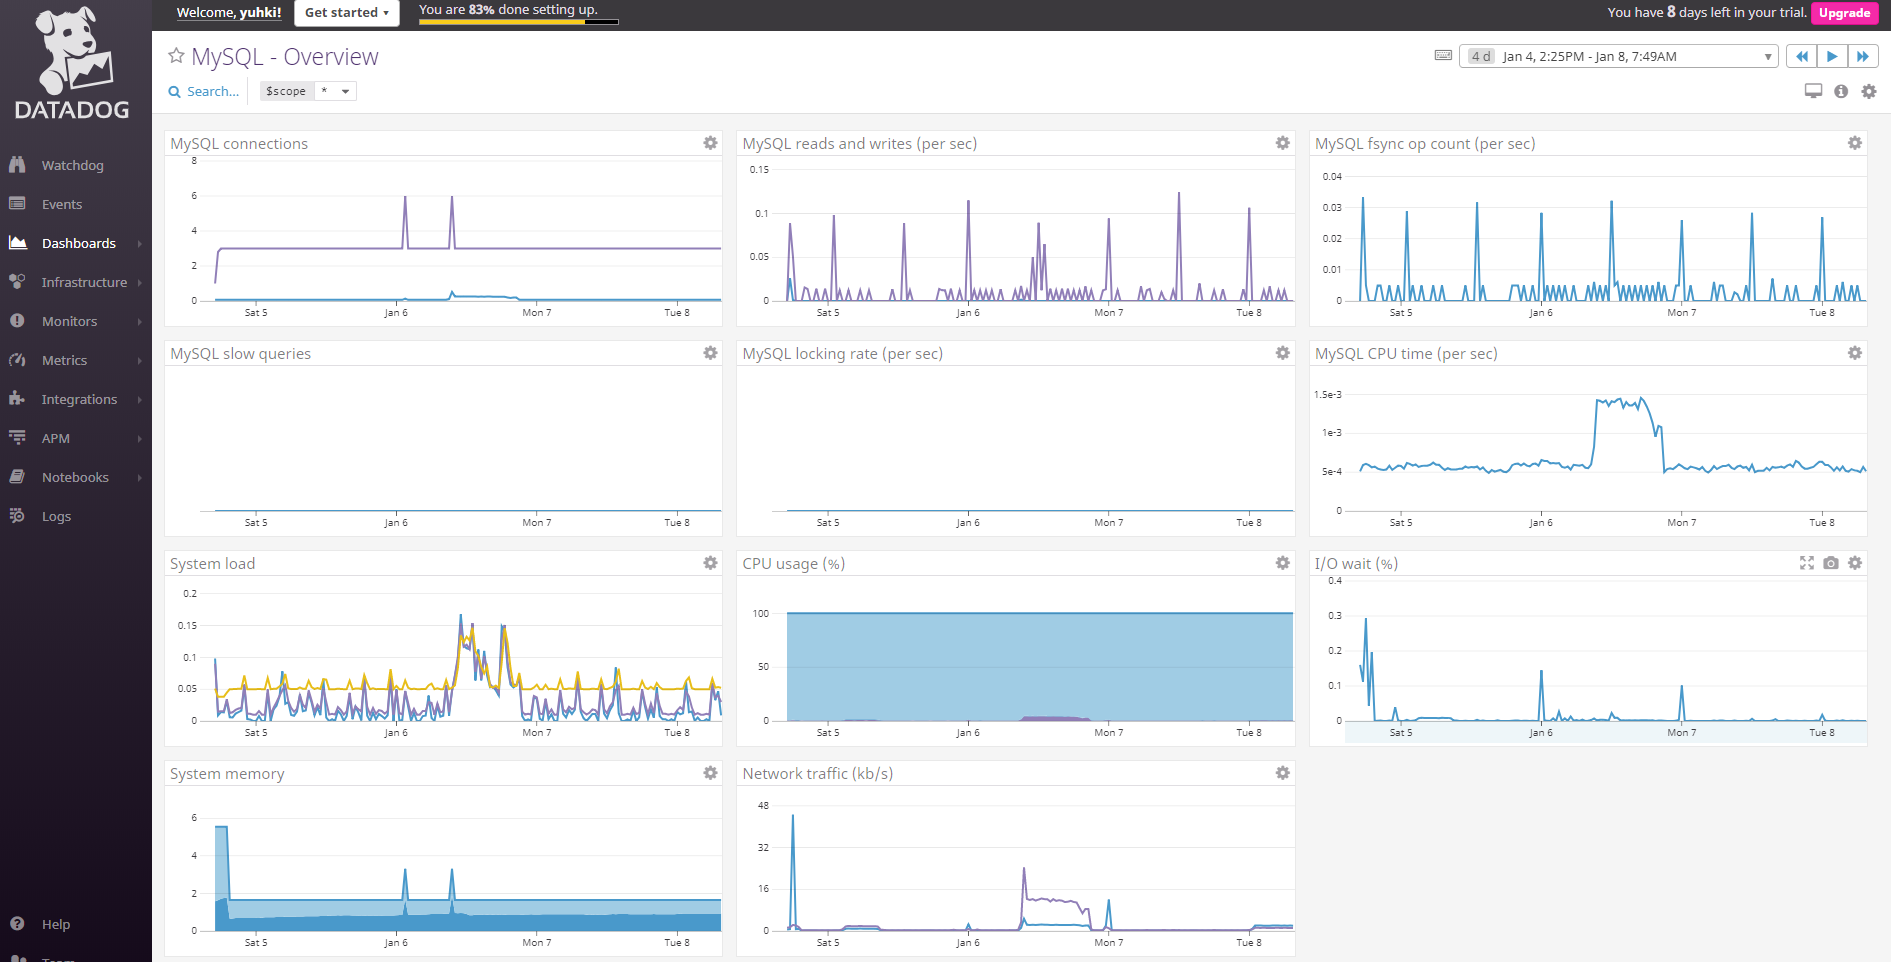 Welcome, yuhki!
Get started
You are 83% done setting up.
You have 8 days left in your trial.
Upgrade
DATADOG
Watchdog
Events
Dashboards
Infrastructure
Monitors
Metrics
Integrations
APM
Notebooks
Logs
Help
Team
MySQL - Overview
4 d Jan 4, 2:25PM - Jan 8, 7:49AM
Search...
$scope *
MySQL connections
8
6
4
2
0
Sat 5 Jan 6 Mon 7 Tue 8
MySQL reads and writes (per sec)
0.15
0.1
0.05
0
Sat 5 Jan 6 Mon 7 Tue 8
MySQL fsync op count (per sec)
0.04
0.03
0.02
0.01
0
Sat 5 Jan 6 Mon 7 Tue 8
MySQL slow queries
Sat 5 Jan 6 Mon 7 Tue 8
MySQL locking rate (per sec)
Sat 5 Jan 6 Mon 7 Tue 8
MySQL CPU time (per sec)
1.5e-3
1e-3
5e-4
0
Sat 5 Jan 6 Mon 7 Tue 8
System load
0.2
0.15
0.1
0.05
0
Sat 5 Jan 6 Mon 7 Tue 8
CPU usage (%)
100
50
0
Sat 5 Jan 6 Mon 7 Tue 8
I/O wait (%)
0.4
0.3
0.2
0.1
0
Sat 5 Jan 6 Mon 7 Tue 8
System memory
6
4
2
0
Sat 5 Jan 6 Mon 7 Tue 8
Network traffic (kb/s)
48
32
16
0
Sat 5 Jan 6 Mon 7 Tue 8